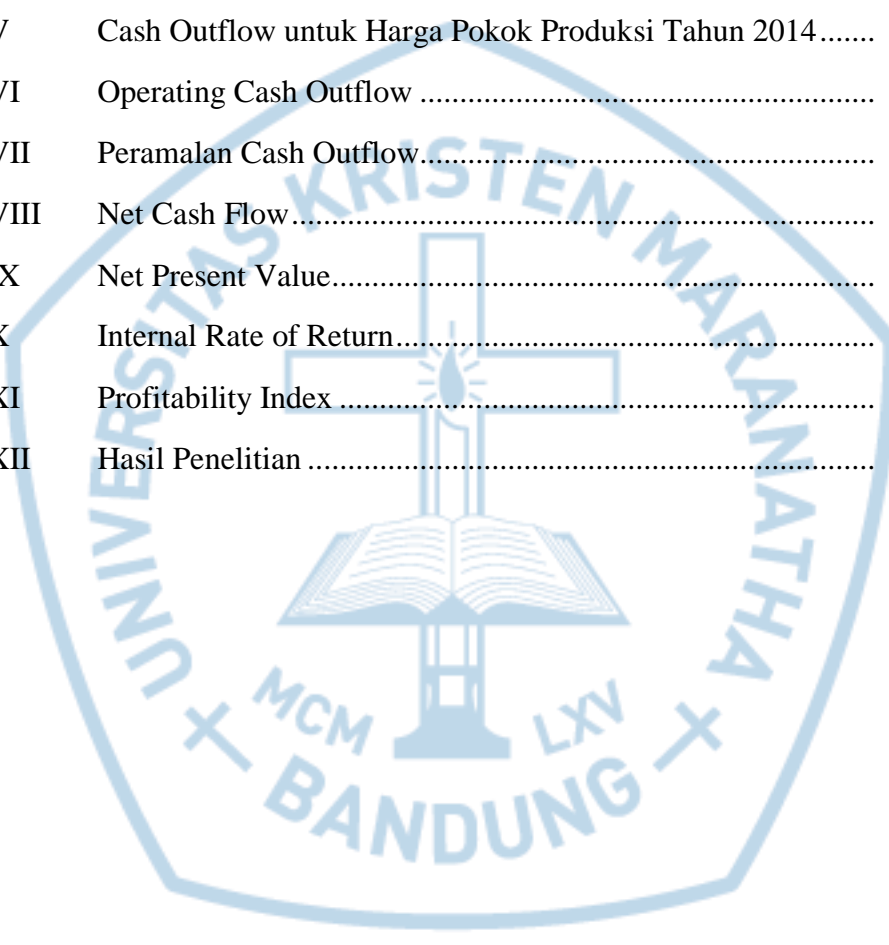 V Cash Outflow untuk Harga Pokok Produksi Tahun 2014.......
VI Operating Cash Outflow ..........................................................
VII Peramalan Cash Outflow.........................................................
VIII Net Cash Flow.........................................................................
X Net Present Value....................................................................
X Internal Rate of Return............................................................
XI Profitability Index ...................................................................
XII Hasil Penelitian .......................................................................
UNIVERSITAS KRISTEN MARANATHA
MCM LXV
BANDUNG